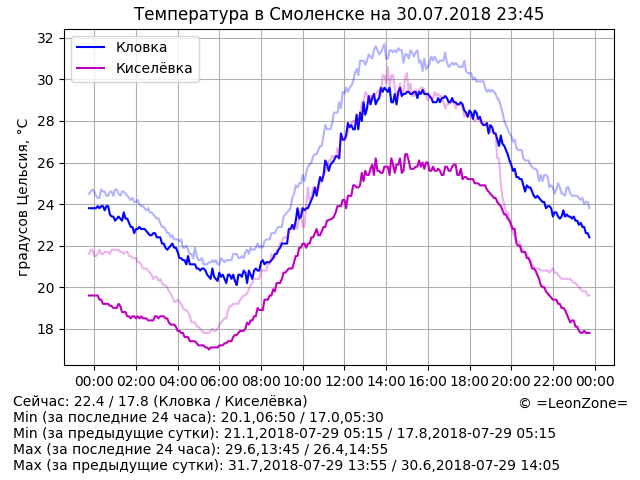 Температура в Смоленске на 30.07.2018 23:45
Кловка
Киселёвка
градусов Цельсия, °C
32
30
28
26
24
22
20
18
00:00 02:00 04:00 06:00 08:00 10:00 12:00 14:00 16:00 18:00 20:00 22:00 00:00
Сейчас: 22.4 / 17.8 (Кловка / Киселёвка)
© =LeonZone=
Min (за последние 24 часа): 20.1,06:50 / 17.0,05:30
Min (за предыдущие сутки): 21.1,2018-07-29 05:15 / 17.8,2018-07-29 05:15
Max (за последние 24 часа): 29.6,13:45 / 26.4,14:55
Max (за предыдущие сутки): 31.7,2018-07-29 13:55 / 30.6,2018-07-29 14:05